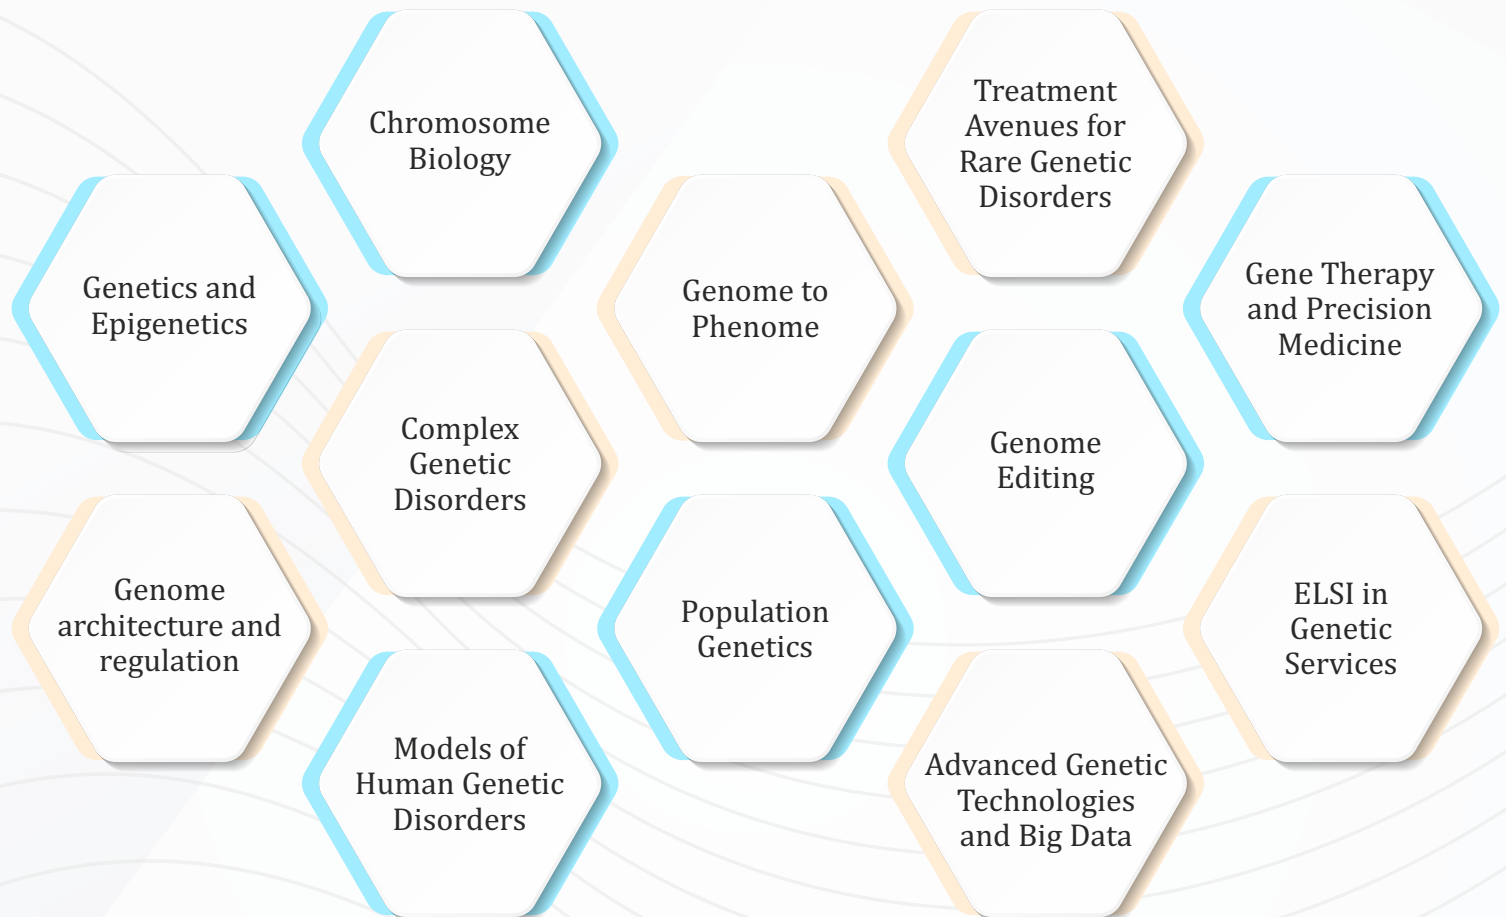 Chromosome
Biology
Treatment
Avenues for
Rare Genetic
Disorders
Genetics and
Epigenetics
Genome to
Phenome
Gene Therapy
and Precision
Medicine
Complex
Genetic
Disorders
Genome
Editing
Genome
architecture and
regulation
Population
Genetics
ELSI in
Genetic
Services
Models of
Human Genetic
Disorders
Advanced Genetic
Technologies
and Big Data